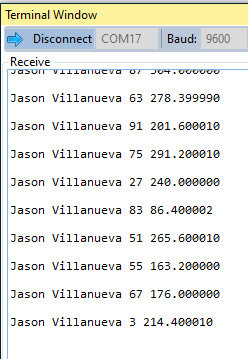 Terminal Window
Disconnect COM17 Baud: 9600
Receive
Jason Villanueva 87 304.000000
Jason Villanueva 63 278.399990
Jason Villanueva 91 201.600010
Jason Villanueva 75 291.200010
Jason Villanueva 27 240.000000
Jason Villanueva 83 86.400002
Jason Villanueva 51 265.600010
Jason Villanueva 55 163.200000
Jason Villanueva 67 176.000000
Jason Villanueva 3 214.400010